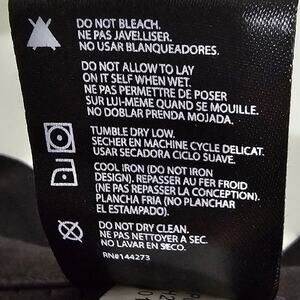 DO NOT BLEACH.
NE PAS JAVELLISER.
NO USAR BLANQUEADORES.
DO NOT ALLOW TO LAY
ON IT SELF WHEN WET.
NE PAS PERMETTRE DE POSER
SUR LUI-MEME QUAND SE MOUILLE.
NO DOBLAR PRENDA MOJADA.
TUMBLE DRY LOW.
SECHER EN MACHINE CYCLE DELICAT.
USAR SECADORA CICLO SUAVE.
COOL IRON (DO NOT IRON
DESIGN). REPASSER AU FER FROID
(NE PAS REPASSER LA CONCEPTION).
PLANCHA FRIA (NO PLANCHAR
EL ESTAMPADO).
DO NOT DRY CLEAN.
NE PAS NETTOYER A SEC.
NO LAVAR EN SECO.
RN#144273